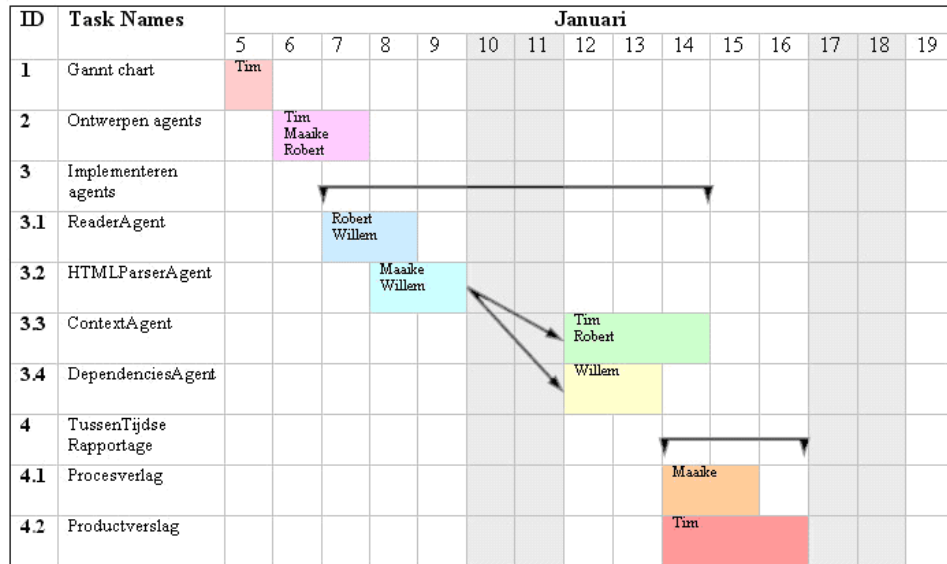 ID Task Names Januari
5 6 7 8 9 10 11 12 13 14 15 16 17 18 19
1 Gannt chart Tim
2 Ontwerpen agents Tim
Maaike
Robert
3 Implementeren
agents
3.1 ReaderAgent Robert
Willem
3.2 HTMLParserAgent Maaike
Willem
3.3 ContextAgent Tim
Robert
3.4 DependenciesAgent Willem
4 TussenTijdse
Rapportage
4.1 Procesverlag Maaike
4.2 Productverslag Tim